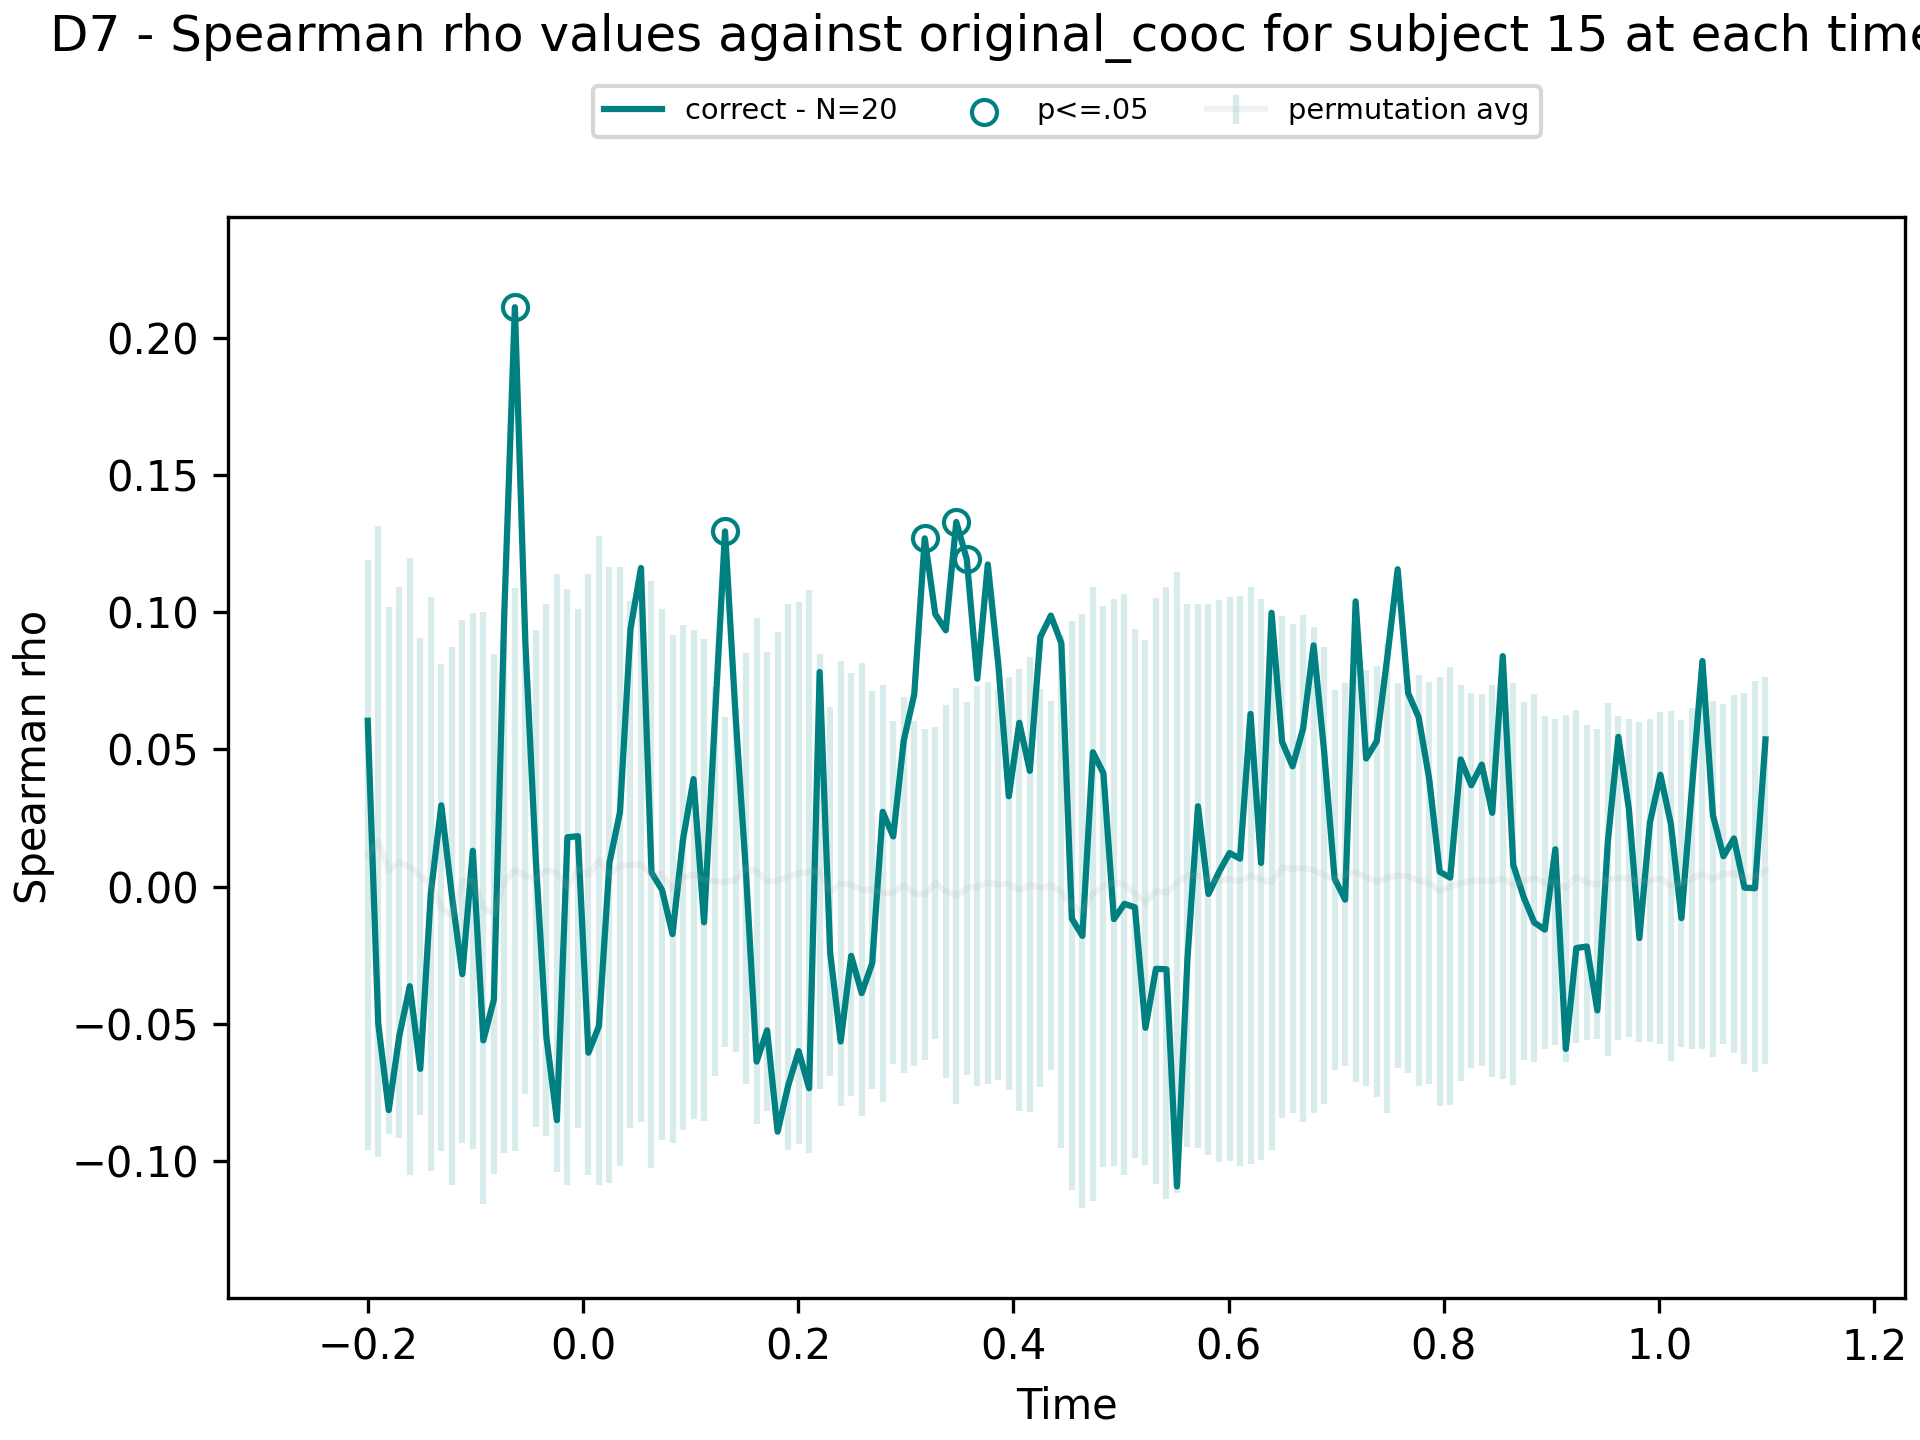 D7 - Spearman rho values against original_cooc for subject 15 at each time
correct - N=20 p<=.05 permutation avg
Spearman rho
0.20
0.15
0.10
0.05
0.00
−0.05
−0.10
−0.2 0.0 0.2 0.4 0.6 0.8 1.0 1.2
Time